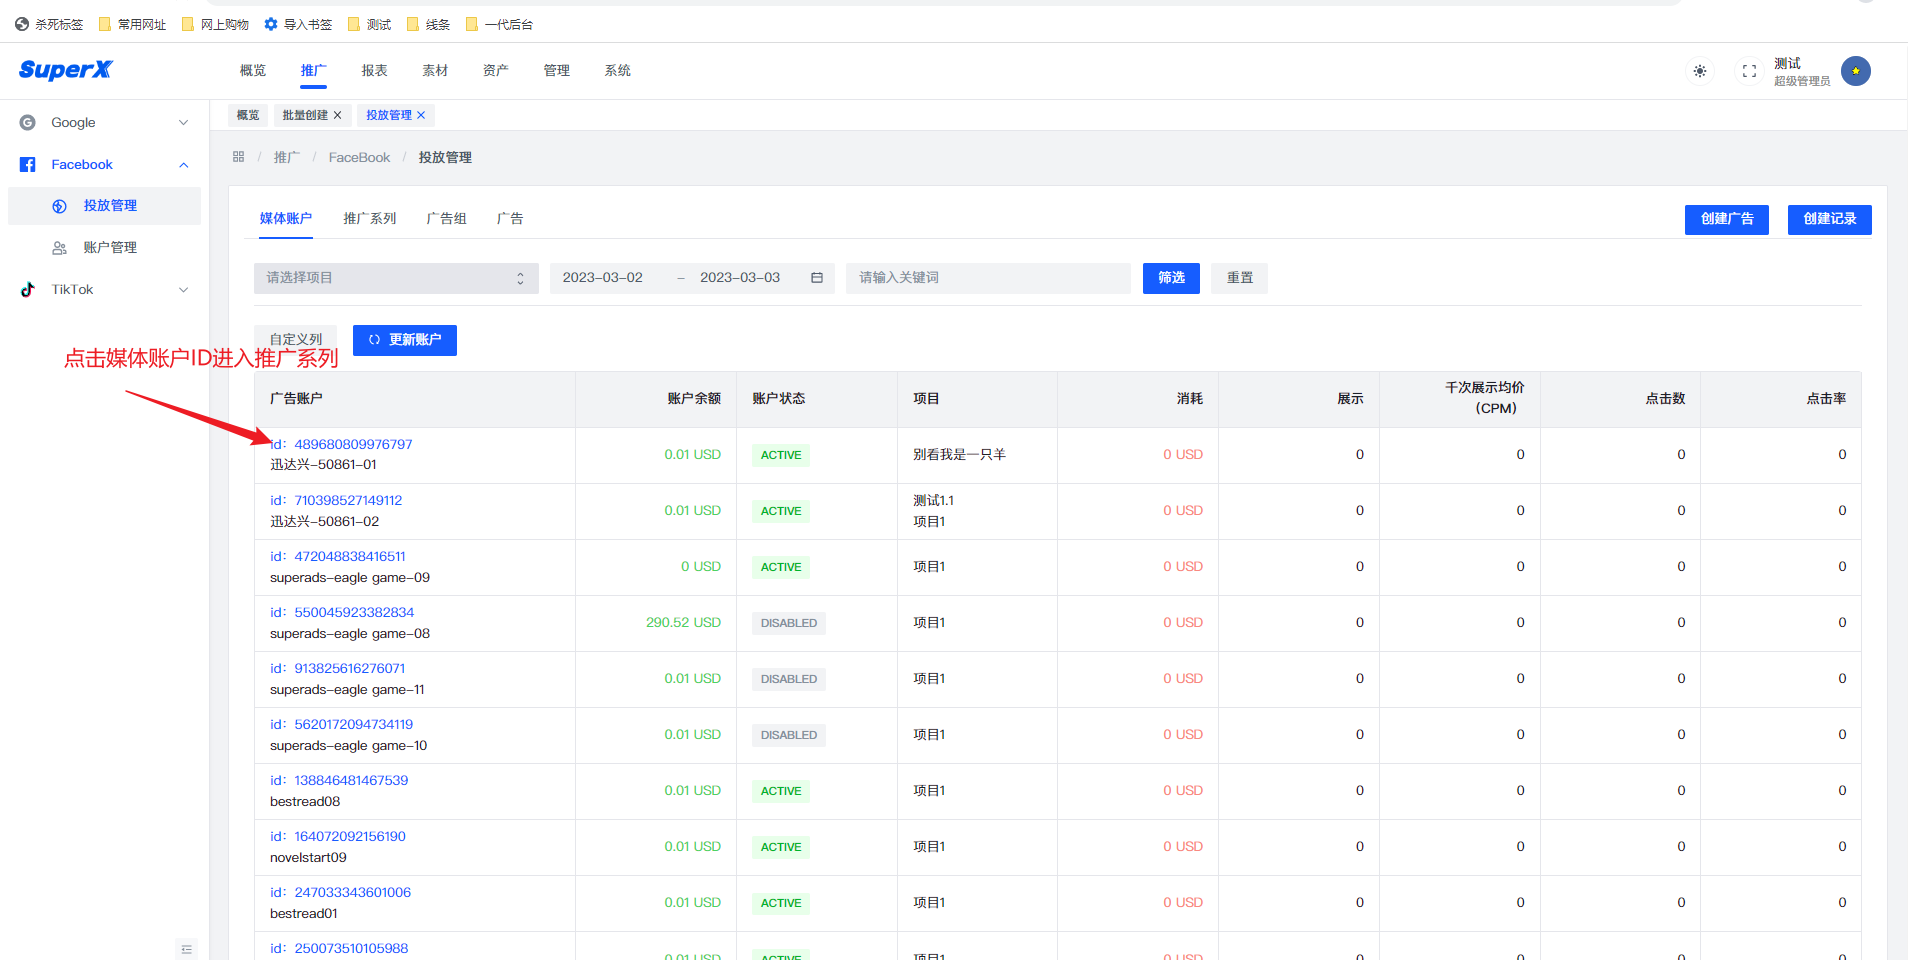 杀死标签 常用网址 网上购物 导入书签 测试 线条 一代后台
SuperX 概览 推广 报表 素材 资产 管理 系统 测试
超级管理员
Google
Facebook
投放管理
账户管理
TikTok
概览 批量创建 投放管理
/ 推广 / FaceBook / 投放管理
媒体账户 推广系列 广告组 广告 创建广告 创建记录
请选择项目 2023-03-02 - 2023-03-03 请输入关键词 筛选 重置
自定义列 更新账户
点击媒体账户ID进入推广系列
广告账户 账户余额 账户状态 项目 消耗 展示 千次展示均价（CPM） 点击数 点击率
id：489680809976797
迅达兴-50861-01 0.01 USD ACTIVE 别看我是一只羊 0 USD 0 0 0 0
id：710398527149112
迅达兴-50861-02 0.01 USD ACTIVE 测试1.1
项目1 0 USD 0 0 0 0
id：472048838416511
superads-eagle game-09 0 USD ACTIVE 项目1 0 USD 0 0 0 0
id：550045923382834
superads-eagle game-08 290.52 USD DISABLED 项目1 0 USD 0 0 0 0
id：913825616276071
superads-eagle game-11 0.01 USD DISABLED 项目1 0 USD 0 0 0 0
id：5620172094734119
superads-eagle game-10 0.01 USD DISABLED 项目1 0 USD 0 0 0 0
id：138846481467539
bestread08 0.01 USD ACTIVE 项目1 0 USD 0 0 0 0
id：164072092156190
novelstart09 0.01 USD ACTIVE 项目1 0 USD 0 0 0 0
id：247033343601006
bestread01 0.01 USD ACTIVE 项目1 0 USD 0 0 0 0
id：250073510105988
0.01 USD ACTIVE 项目1 0 USD 0 0 0 0